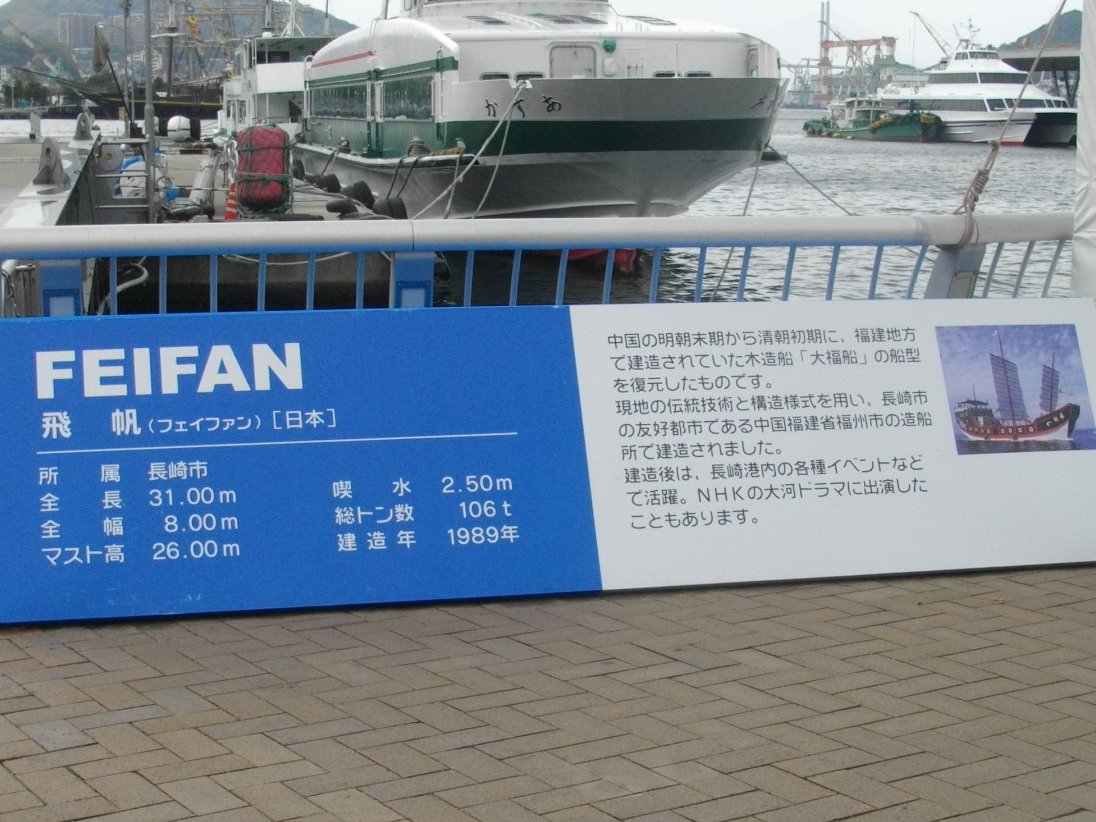 FEIFAN
飛 帆(フェイファン)[日本]
所 属 長崎市
全 長 31.00m
全 幅 8.00m
マスト高 26.00m
喫 水 2.50m
総トン数 106t
建造年 1989年
中国の明朝末期から清朝初期に、福建地方
で建造されていた木造船「大福船」の船型
を復元したものです。
現地の伝統技術と構造様式を用い、長崎市
の友好都市である中国福建省福州市の造船
所で建造されました。
建造後は、長崎港内の各種イベントなど
で活躍。NHKの大河ドラマに出演した
こともあります。